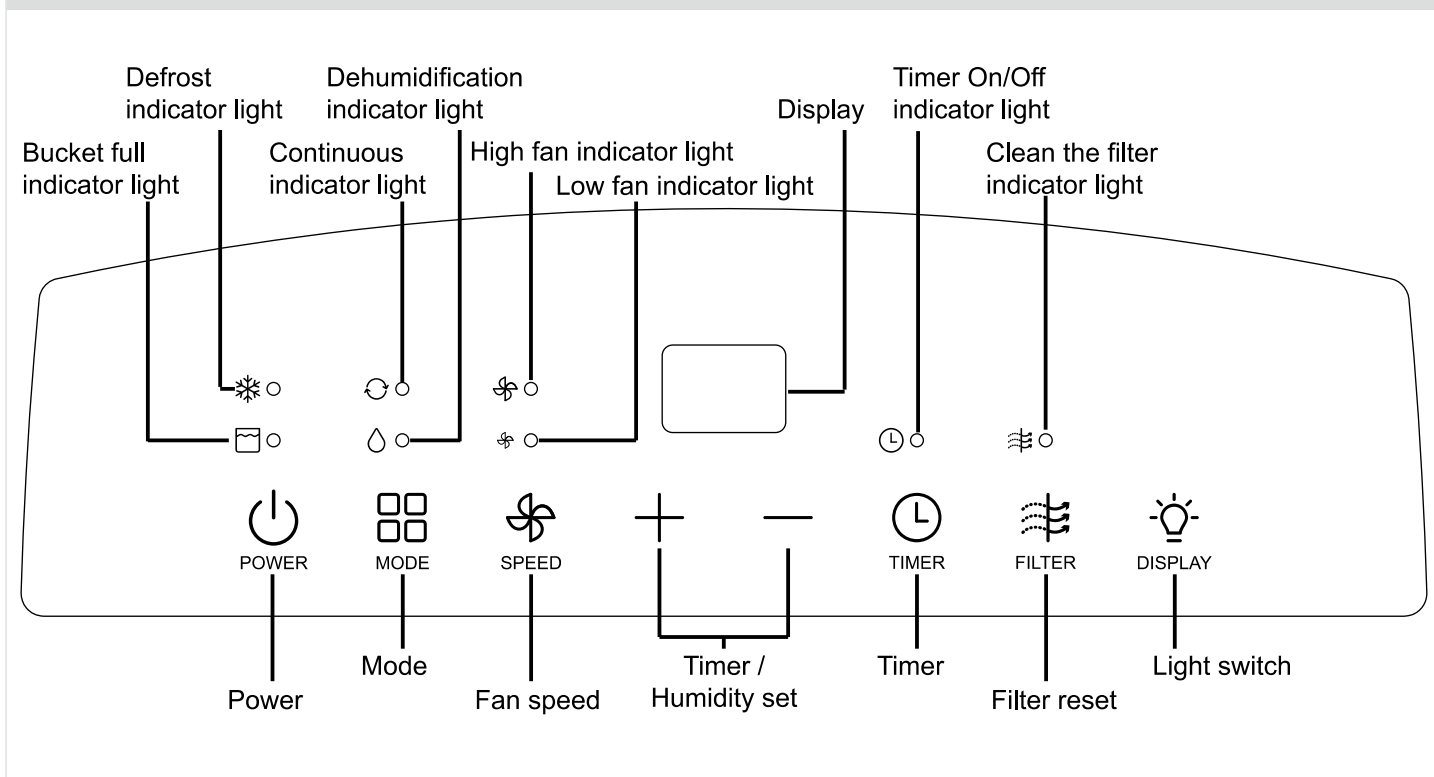 Defrost
indicator light
Dehumidification
indicator light
Display
Timer On/Off
indicator light
Bucket full
indicator light
Continuous
indicator light
High fan indicator light
Low fan indicator light
Clean the filter
indicator light
POWER
MODE
SPEED
TIMER
FILTER
DISPLAY
Power
Mode
Fan speed
Timer /
Humidity set
Timer
Filter reset
Light switch